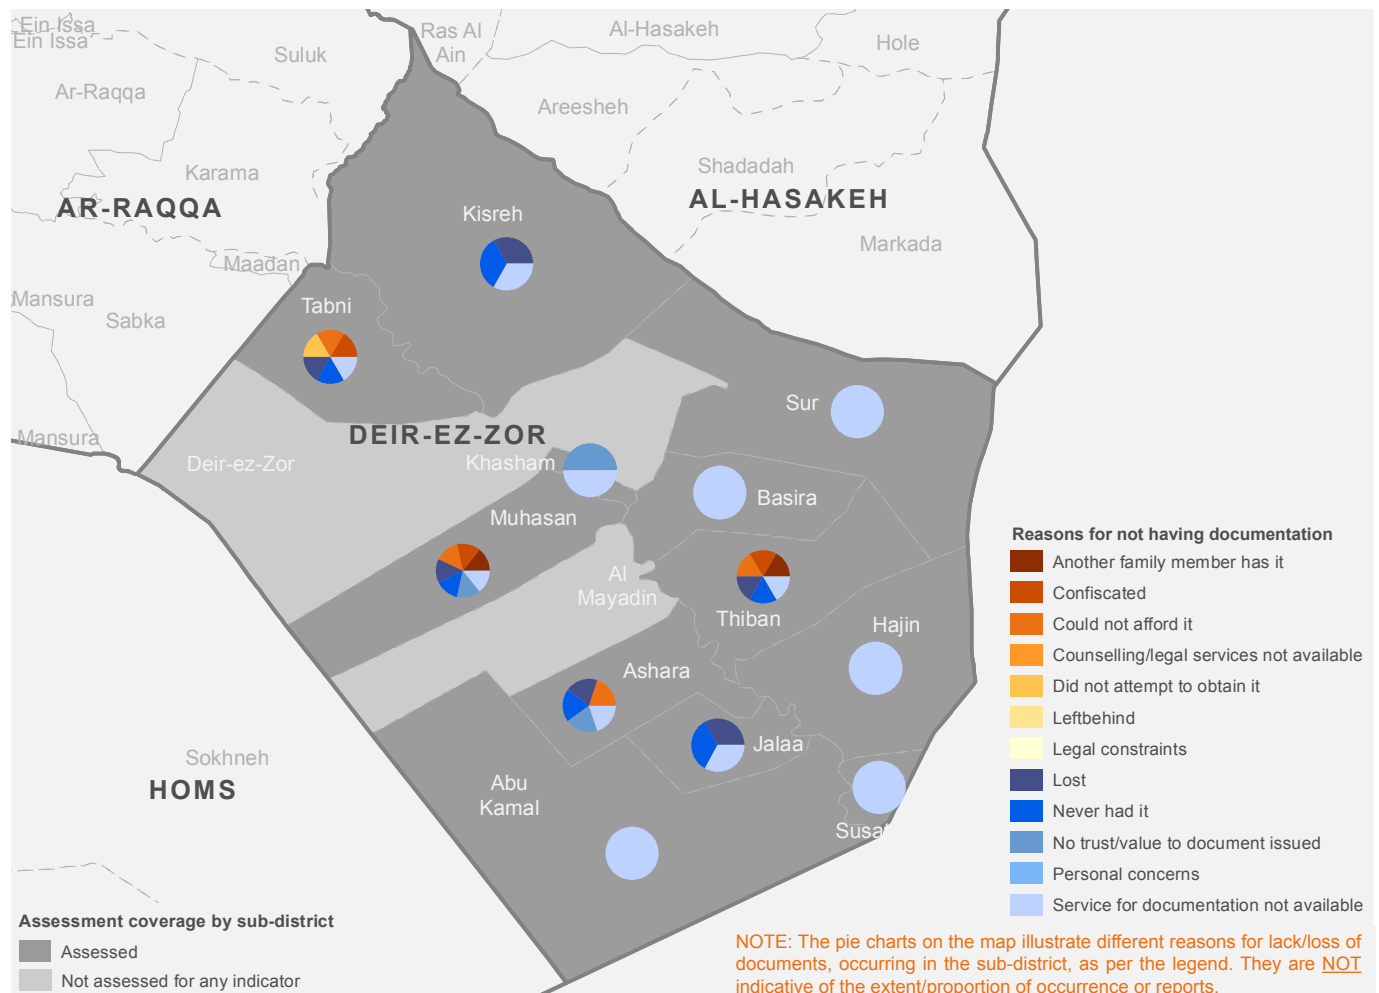 Ein Issa
Ein Issa
Suluk
Ras Al
Ain
Al-Hasakeh
Hole
Ar-Raqqa
Areesheh
Karama
Shadadah
AR-RAQQA
AL-HASAKEH
Kisreh
Markada
Maadan
Mansura
Tabni
Sabka
Sur
Mansura
DEIR-EZ-ZOR
Deir-ez-Zor
Khasham
Basira
Muhasan
Al
Mayadin
Thiban
Hajin
Ashara
Jalaa
Sokhneh
HOMS
Abu
Kamal
Reasons for not having documentation
Another family member has it
Confiscated
Could not afford it
Counselling/legal services not available
Did not attempt to obtain it
Leftbehind
Legal constraints
Lost
Never had it
No trust/value to document issued
Personal concerns
Service for documentation not available
Assessment coverage by sub-district
Assessed
Not assessed for any indicator
NOTE: The pie charts on the map illustrate different reasons for lack/loss of
documents, occurring in the sub-district, as per the legend. They are NOT
indicative of the extent/proportion of occurrence or reports.